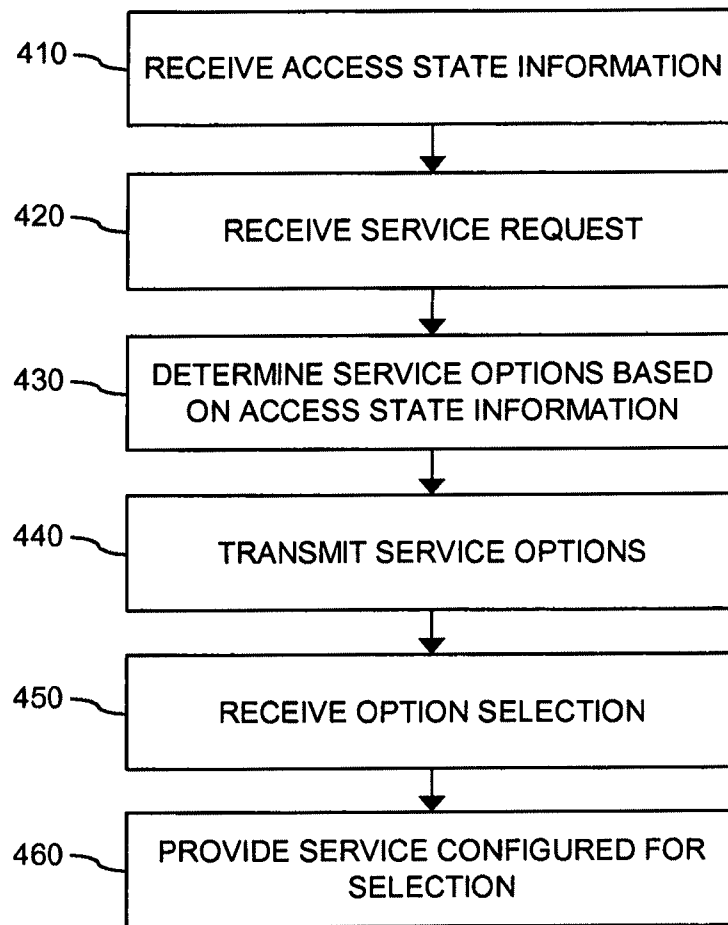 410
RECEIVE ACCESS STATE INFORMATION
420
RECEIVE SERVICE REQUEST
430
DETERMINE SERVICE OPTIONS BASED
ON ACCESS STATE INFORMATION
440
TRANSMIT SERVICE OPTIONS
450
RECEIVE OPTION SELECTION
460
PROVIDE SERVICE CONFIGURED FOR
SELECTION